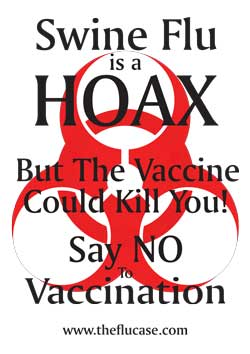 Swine Flu
is a
HOAX
But The Vaccine
Could Kill You!
Say NO
To
Vaccination
www.theflucase.com